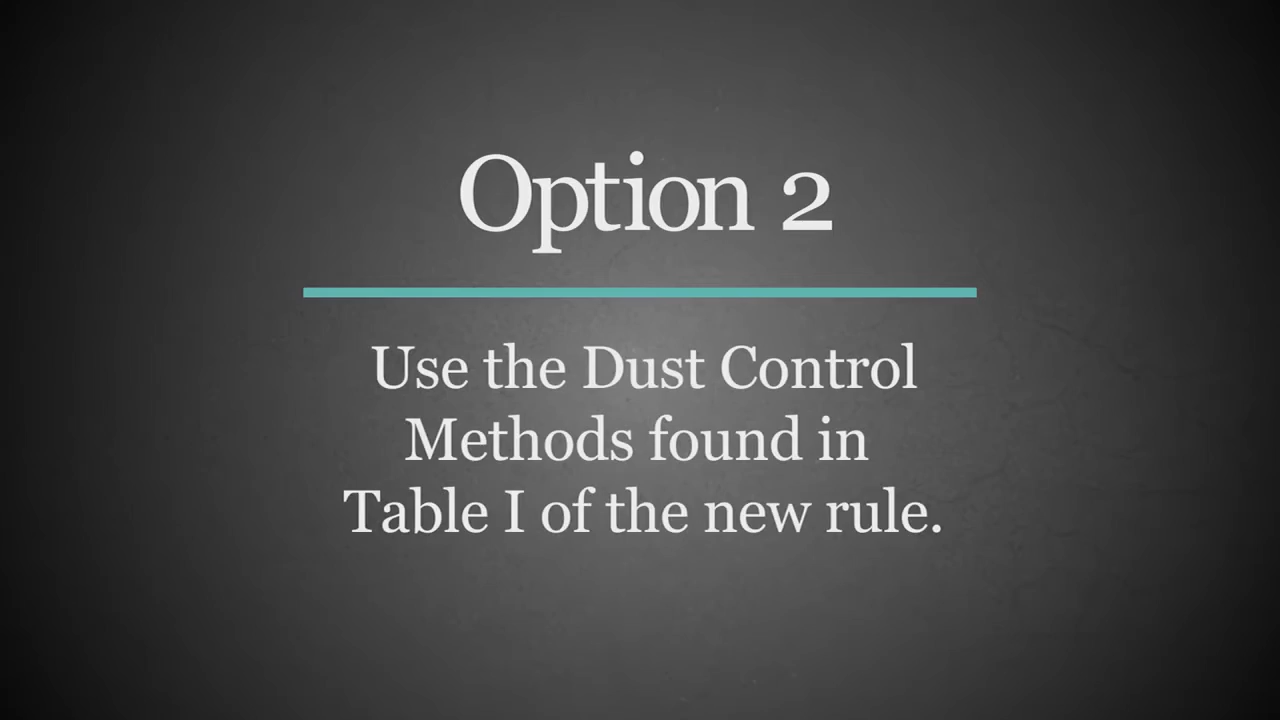 Option 2
Use the Dust Control
Methods found in
Table I of the new rule.